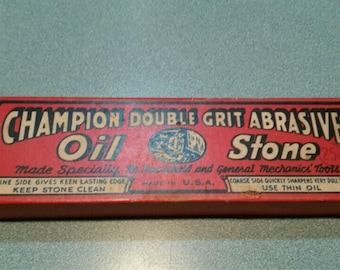 CHAMPION DOUBLE GRIT ABRASIVE
Oil Stone
Made Specially for Household and General Mechanics' Tools
FINE SIDE GIVES KEEN LASTING EDGE
KEEP STONE CLEAN
MADE IN U.S.A.
COARSE SIDE QUICKLY SHARPENS VERY DULL
USE THIN OIL